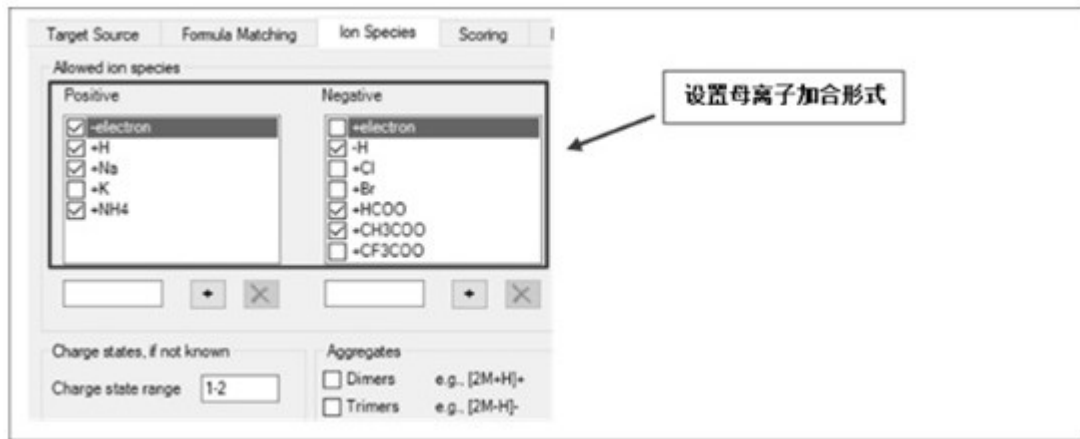 Target Source Formula Matching Ion Species Scoring
Allowed ion species
Positive Negative
-electron +electron
+H -H
+Na +Cl
+K +Br
+NH4 +HCOO
+CH3COO
+CF3COO
设置母离子加合形式
Charge states, if not known Aggregates
Charge state range 1-2 Dimers e.g., [2M+H]+
Trimers e.g., [2M-H]-